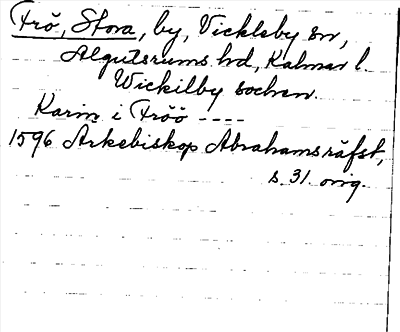 Frö, Stora, by, Vickleby sn,
Algutsrums hd, Kalmar l.
Wickilby sochen.
Karin i Fröö ----
1596 Ärkebiskop Abrahams räfst,
s. 31. orig.